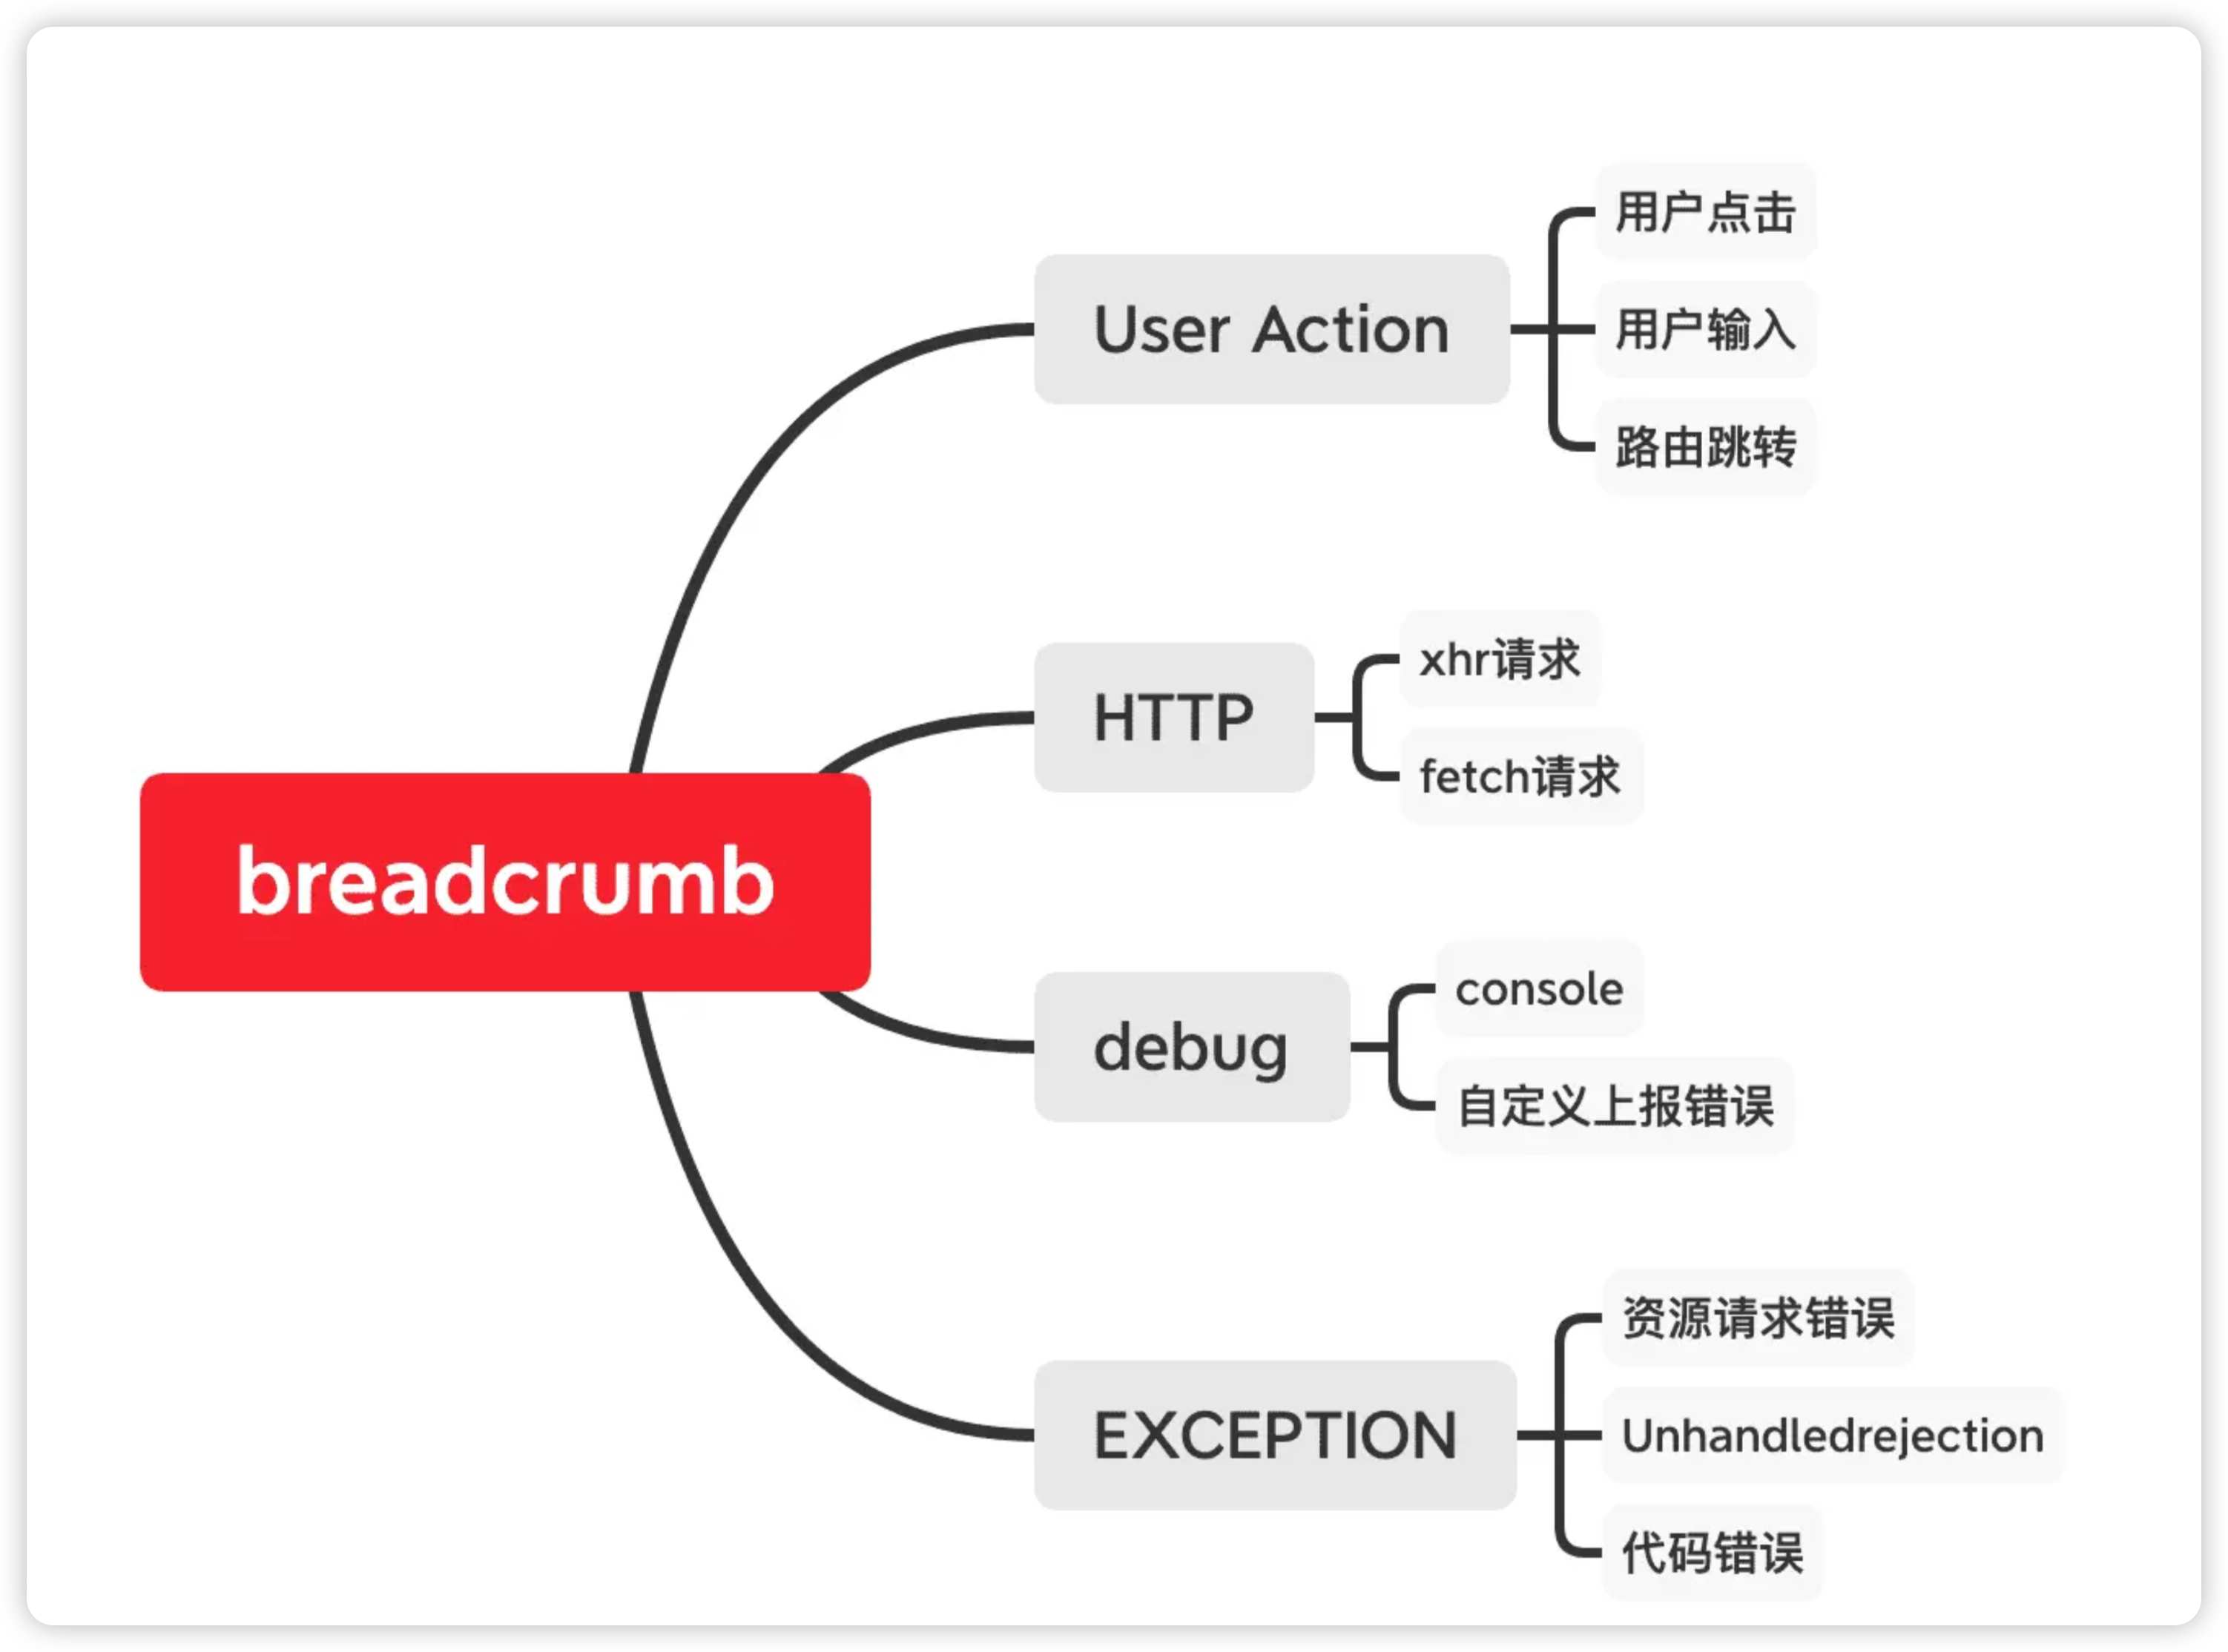 breadcrumb
User Action
用户点击
用户输入
路由跳转
HTTP
xhr请求
fetch请求
debug
console
自定义上报错误
EXCEPTION
资源请求错误
Unhandledrejection
代码错误